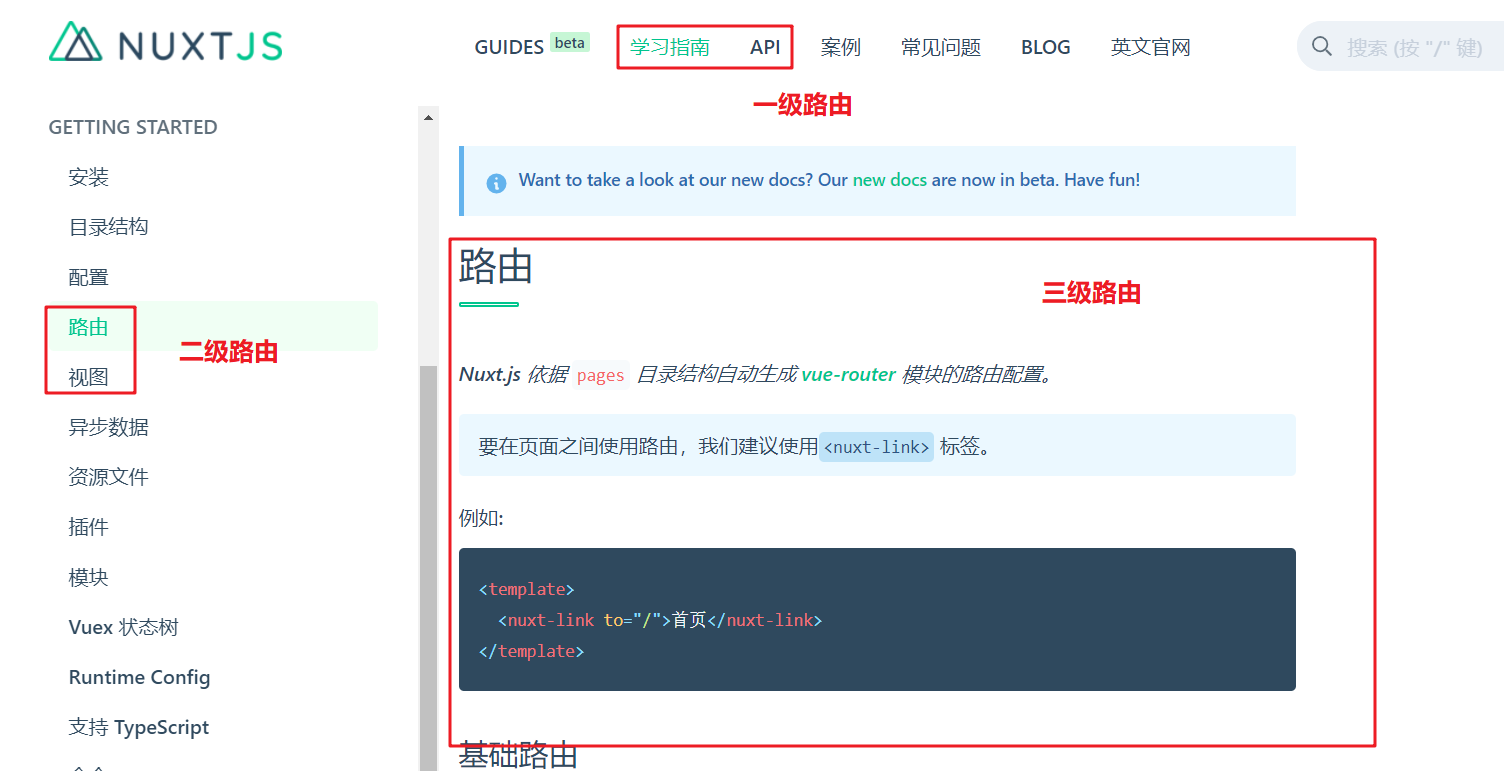 NUXTJS
GUIDES beta 学习指南 API 案例 常见问题 BLOG 英文官网 搜索 (按 "/" 键)
一级路由
GETTING STARTED
安装
目录结构
配置
路由
二级路由
视图
异步数据
资源文件
插件
模块
Vuex 状态树
Runtime Config
支持 TypeScript
Want to take a look at our new docs? Our new docs are now in beta. Have fun!
路由
三级路由
Nuxt.js 依据 pages 目录结构自动生成 vue-router 模块的路由配置。
要在页面之间使用路由，我们建议使用<nuxt-link> 标签。
例如:
<template>
<nuxt-link to="/">首页</nuxt-link>
</template>
基础路由